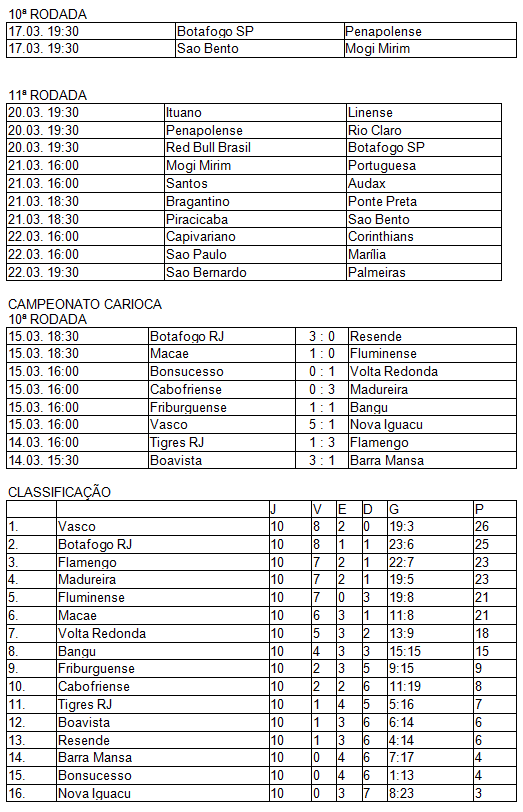 10ª RODADA
17.03. 19:30 Botafogo SP Penapolense
17.03. 19:30 Sao Bento Mogi Mirim
11ª RODADA
20.03. 19:30 Ituano Linense
20.03. 19:30 Penapolense Rio Claro
20.03. 19:30 Red Bull Brasil Botafogo SP
21.03. 16:00 Mogi Mirim Portuguesa
21.03. 16:00 Santos Audax
21.03. 18:30 Bragantino Ponte Preta
21.03. 18:30 Piracicaba Sao Bento
22.03. 16:00 Capivariano Corinthians
22.03. 16:00 Sao Paulo Marília
22.03. 19:30 Sao Bernardo Palmeiras
CAMPEONATO CARIOCA
10ª RODADA
15.03. 18:30 Botafogo RJ 3 : 0 Resende
15.03. 18:30 Macae 1 : 0 Fluminense
15.03. 16:00 Bonsucesso 0 : 1 Volta Redonda
15.03. 16:00 Cabofriense 0 : 3 Madureira
15.03. 16:00 Friburguense 1 : 1 Bangu
15.03. 16:00 Vasco 5 : 1 Nova Iguacu
14.03. 16:00 Tigres RJ 1 : 3 Flamengo
14.03. 15:30 Boavista 3 : 1 Barra Mansa
CLASSIFICAÇÃO
J V E D G P
1. Vasco 10 8 2 0 19:3 26
2. Botafogo RJ 10 8 1 1 23:6 25
3. Flamengo 10 7 2 1 22:7 23
4. Madureira 10 7 2 1 19:5 23
5. Fluminense 10 7 0 3 19:8 21
6. Macae 10 6 3 1 11:8 21
7. Volta Redonda 10 5 3 2 13:9 18
8. Bangu 10 4 3 3 15:15 15
9. Friburguense 10 2 3 5 9:15 9
10. Cabofriense 10 2 2 6 11:19 8
11. Tigres RJ 10 1 4 5 5:16 7
12. Boavista 10 1 3 6 6:14 6
13. Resende 10 1 3 6 4:14 6
14. Barra Mansa 10 0 4 6 7:17 4
15. Bonsucesso 10 0 4 6 1:13 4
16. Nova Iguacu 10 0 3 7 8:23 3